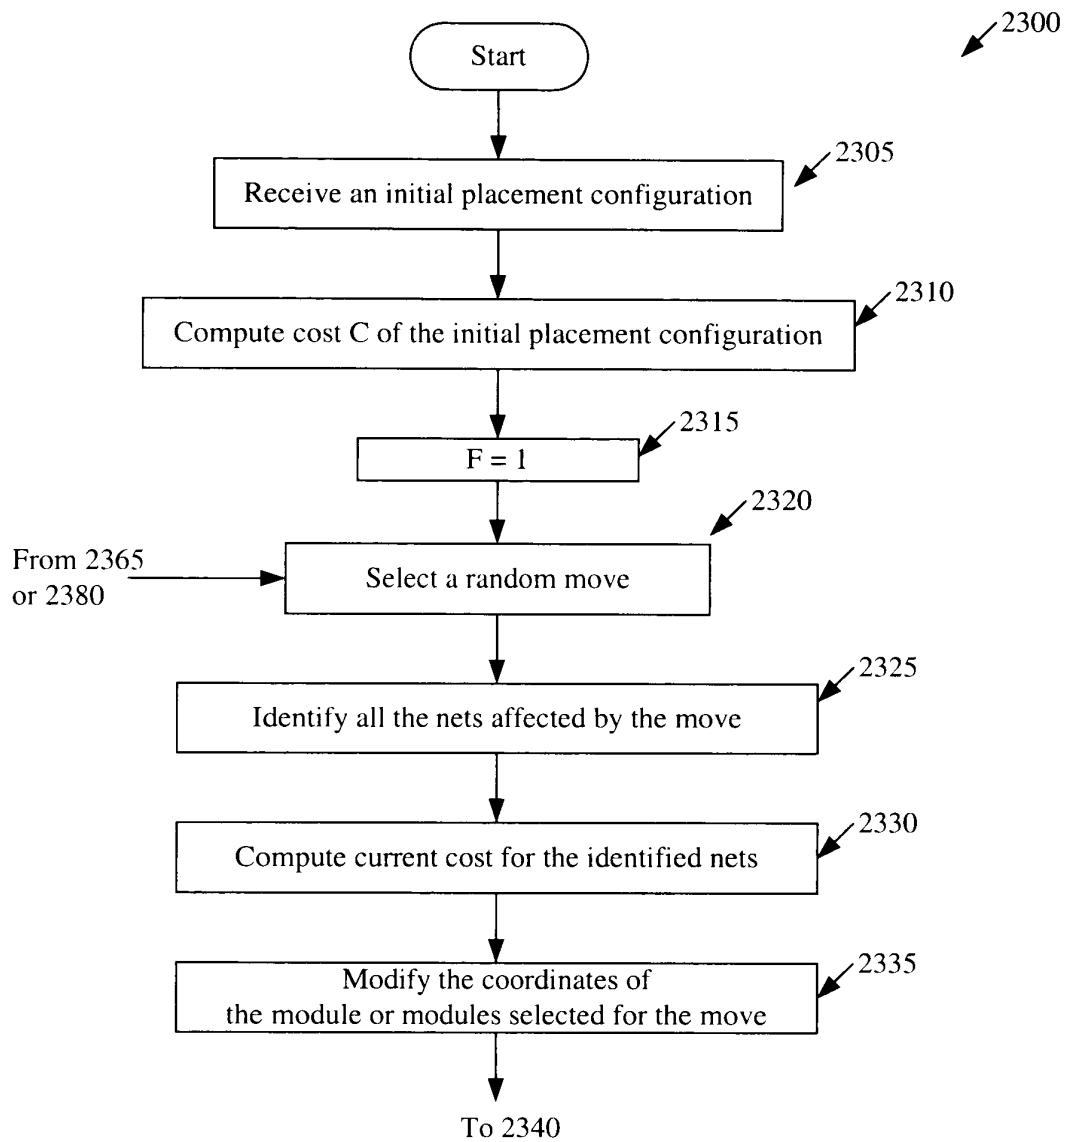 2300
Start
2305
Receive an initial placement configuration
2310
Compute cost C of the initial placement configuration
2315
F = 1
2320
From 2365
or 2380
Select a random move
2325
Identify all the nets affected by the move
2330
Compute current cost for the identified nets
2335
Modify the coordinates of
the module or modules selected for the move
To 2340